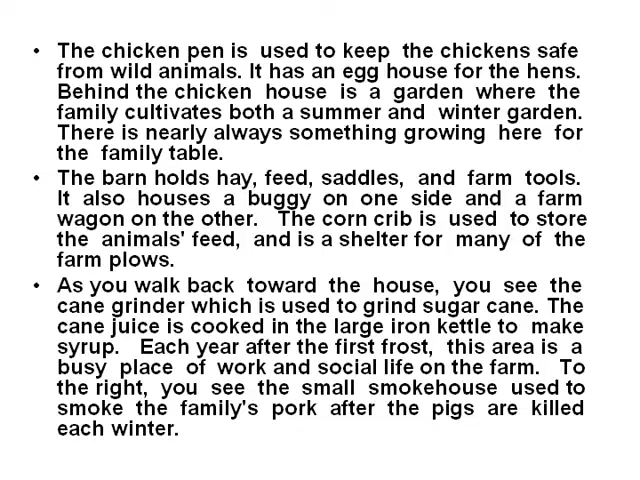 • The chicken pen is used to keep the chickens safe
from wild animals. It has an egg house for the hens.
Behind the chicken house is a garden where the
family cultivates both a summer and winter garden.
There is nearly always something growing here for
the family table.
• The barn holds hay, feed, saddles, and farm tools.
It also houses a buggy on one side and a farm
wagon on the other. The corn crib is used to store
the animals' feed, and is a shelter for many of the
farm plows.
• As you walk back toward the house, you see the
cane grinder which is used to grind sugar cane. The
cane juice is cooked in the large iron kettle to make
syrup. Each year after the first frost, this area is a
busy place of work and social life on the farm. To
the right, you see the small smokehouse used to
smoke the family's pork after the pigs are killed
each winter.